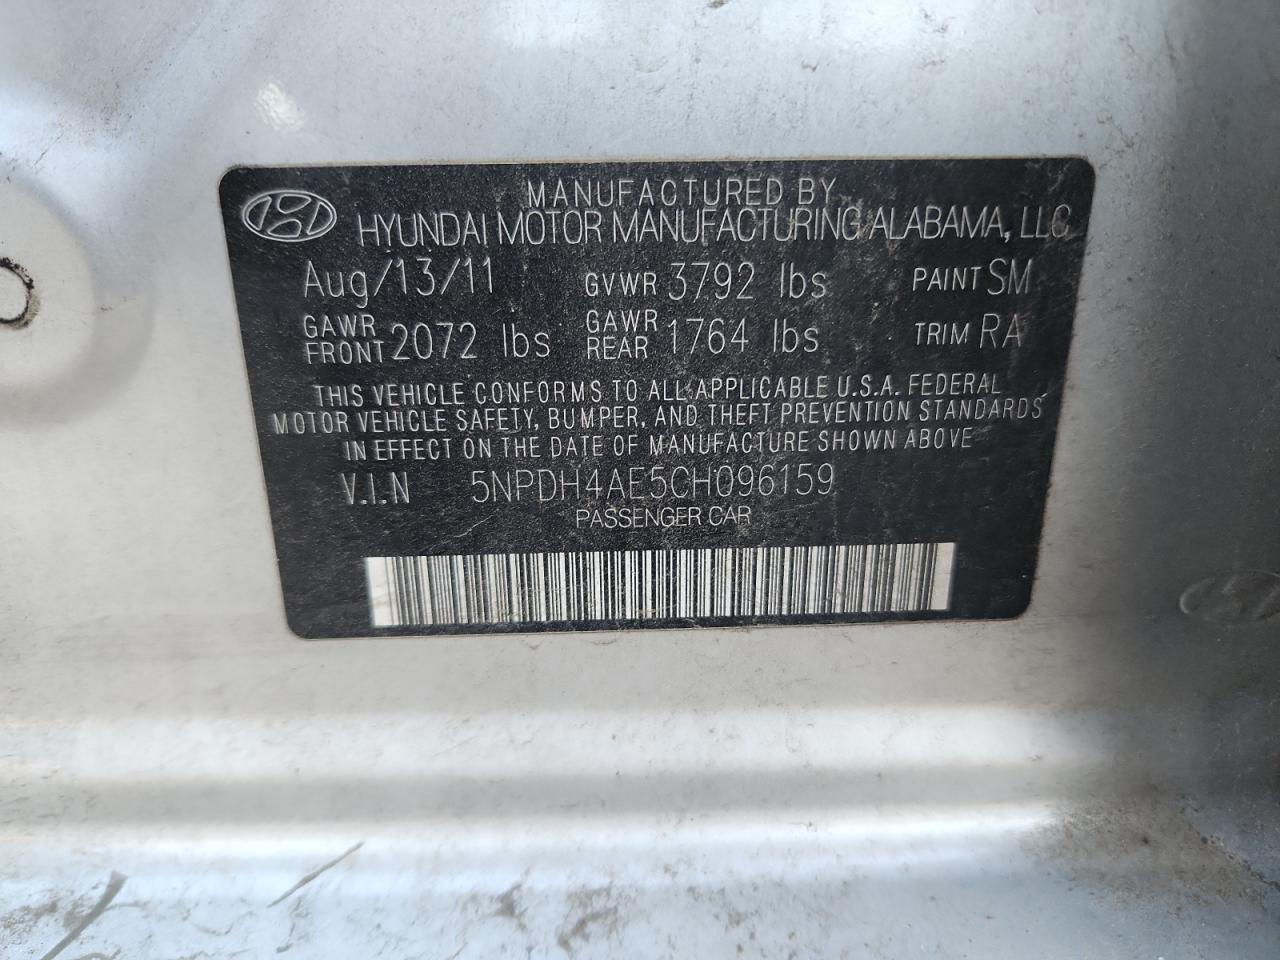 MANUFACTURED BY
HYUNDAI MOTOR MANUFACTURING ALABAMA, LLC
Aug/13/11 GVWR 3792 lbs PAINT SM
GAWR FRONT 2072 lbs GAWR REAR 1764 lbs TRIM RA
THIS VEHICLE CONFORMS TO ALL APPLICABLE U.S.A. FEDERAL
MOTOR VEHICLE SAFETY, BUMPER, AND THEFT PREVENTION STANDARDS
IN EFFECT ON THE DATE OF MANUFACTURE SHOWN ABOVE
V.I.N 5NPDH4AE5CH096159
PASSENGER CAR